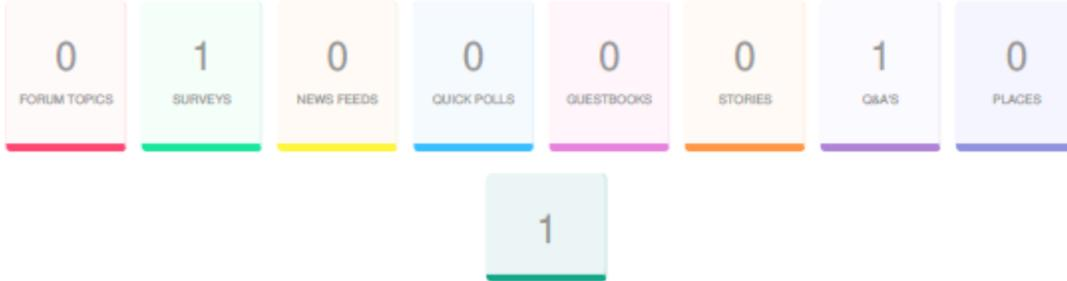 0 1 0 0 0 0 1 0
FORUM TOPICS SURVEYS NEWS FEEDS QUICK POLLS GUESTBOOKS STORIES Q&A'S PLACES
1